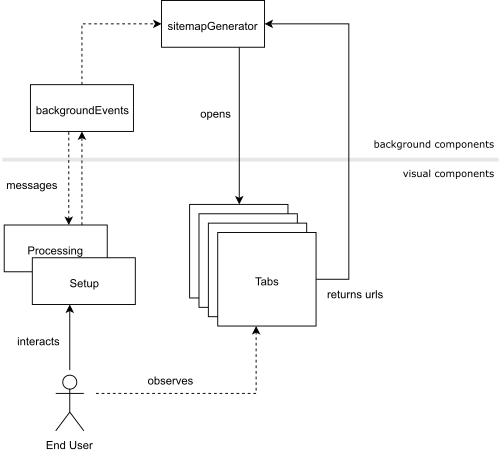 sitemapGenerator
backgroundEvents
opens
background components
visual components
messages
Processing
Setup
Tabs
returns urls
interacts
observes
End User